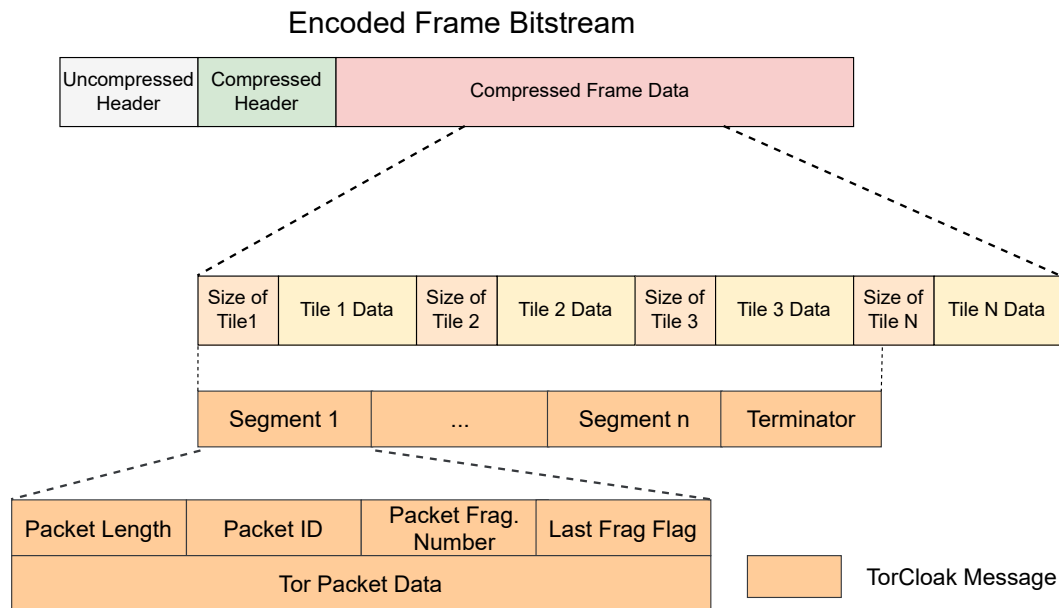 Encoded Frame Bitstream
Uncompressed
Header
Compressed
Header
Compressed Frame Data
Size of
Tile1
Tile 1 Data
Size of
Tile 2
Tile 2 Data
Size of
Tile 3
Tile 3 Data
Size of
Tile N
Tile N Data
Segment 1
...
Segment n
Terminator
Packet Length
Packet ID
Packet Frag.
Number
Last Frag Flag
Tor Packet Data
TorCloak Message